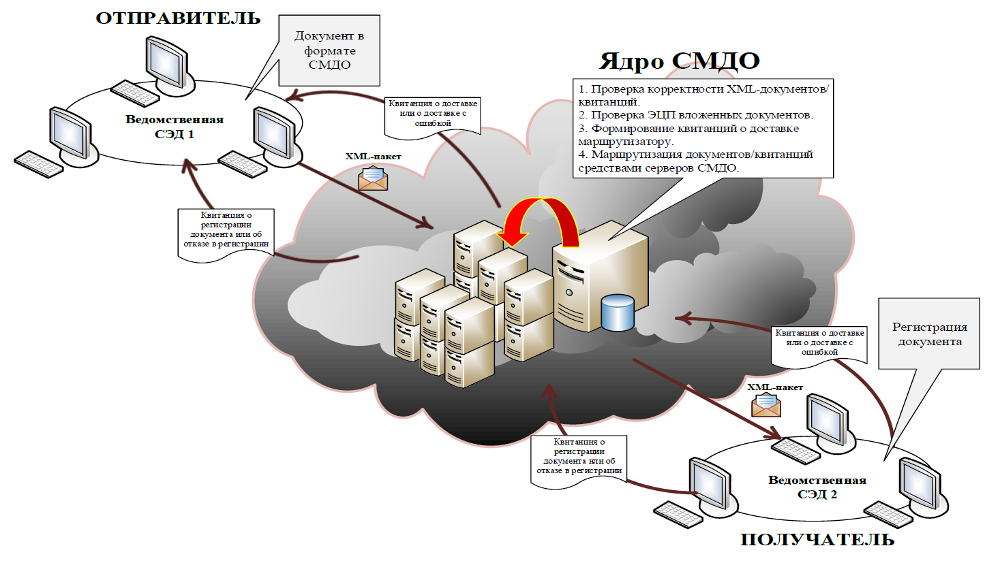 ОТПРАВИТЕЛЬ
Документ в
формате
СМДО
Ведомственная
СЭД 1
Квитанция о доставке
или о доставке с
ошибкой
XML-пакет
Квитанция о
регистрации
документа или об
отказе в регистрации
Ядро СМДО
1. Проверка корректности XML-документов/
квитанций.
2. Проверка ЭЦП вложенных документов.
3. Формирование квитанций о доставке
маршрутизатору.
4. Маршрутизация документов/квитанций
средствами серверов СМДО.
Регистрация
документа
Квитанция о доставке
или о доставке с
ошибкой
XML-пакет
Квитанция о
регистрации
документа или об
отказе в регистрации
Ведомственная
СЭД 2
ПОЛУЧАТЕЛЬ